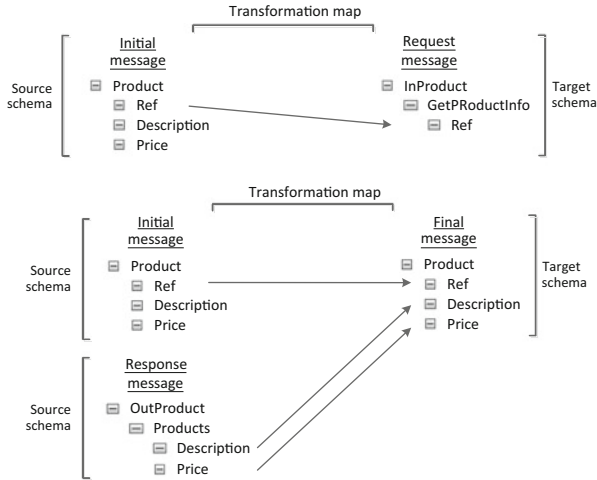 Transformation map
Initial
message
Request
message
Source
schema
Product
Ref
Description
Price
InProduct
GetPRoductInfo
Ref
Target
schema
Transformation map
Initial
message
Final
message
Source
schema
Product
Ref
Description
Price
Product
Ref
Description
Price
Target
schema
Response
message
Source
schema
OutProduct
Products
Description
Price